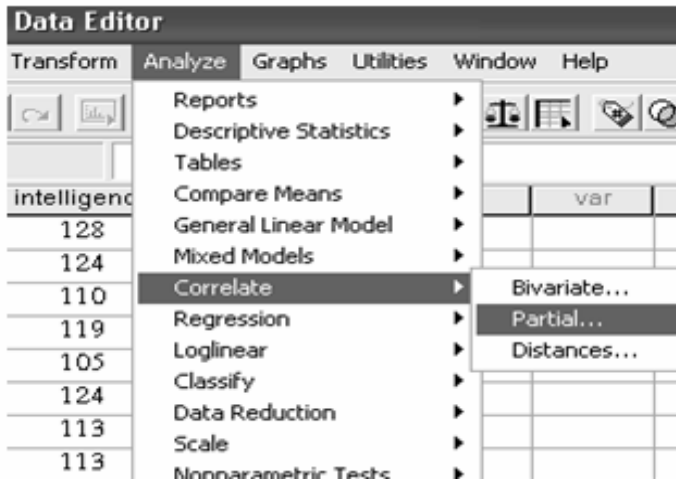 Data Editor
Transform Analyze Graphs Utilities Window Help
Reports
Descriptive Statistics
Tables
Compare Means
General Linear Model
Mixed Models
Correlate
Regression
Loglinear
Classify
Data Reduction
Scale
Nonparametric Tests
Bivariate...
Partial...
Distances...
intelligenc
var
128
124
110
119
105
124
113
113